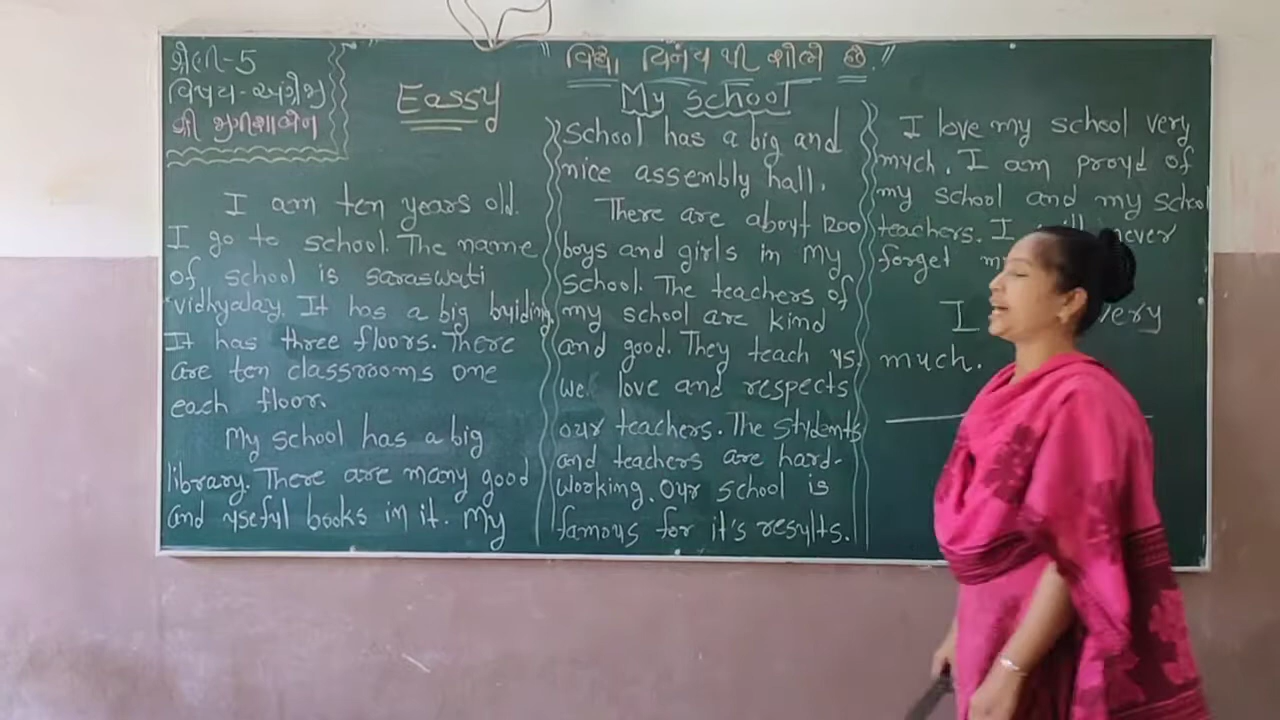 ધોરણ-5
વિષય-અંગ્રેજી
શ્રી
"વિદ્યા વિનય થી શોભે છે."
Eassy
My School
I am ten years old.
I go to school. The name
of school is saraswati
vidhyalay. It has a big bulding.
It has three floors. There
are ten classrooms one
each floor.
My school has a big
library. There are many good
and useful books in it. My
School has a big and
nice assembly hall.
There are about 1200
boys and girls in my
school. The teachers of
my school are kind
and good. They teach us.
we love and respects
our teachers. The students
and teachers are hard-
working. Our school is
famous for it's results.
I love my school very
much. I am proud of
my school and my school
teachers. I will never
forget
I very
much.